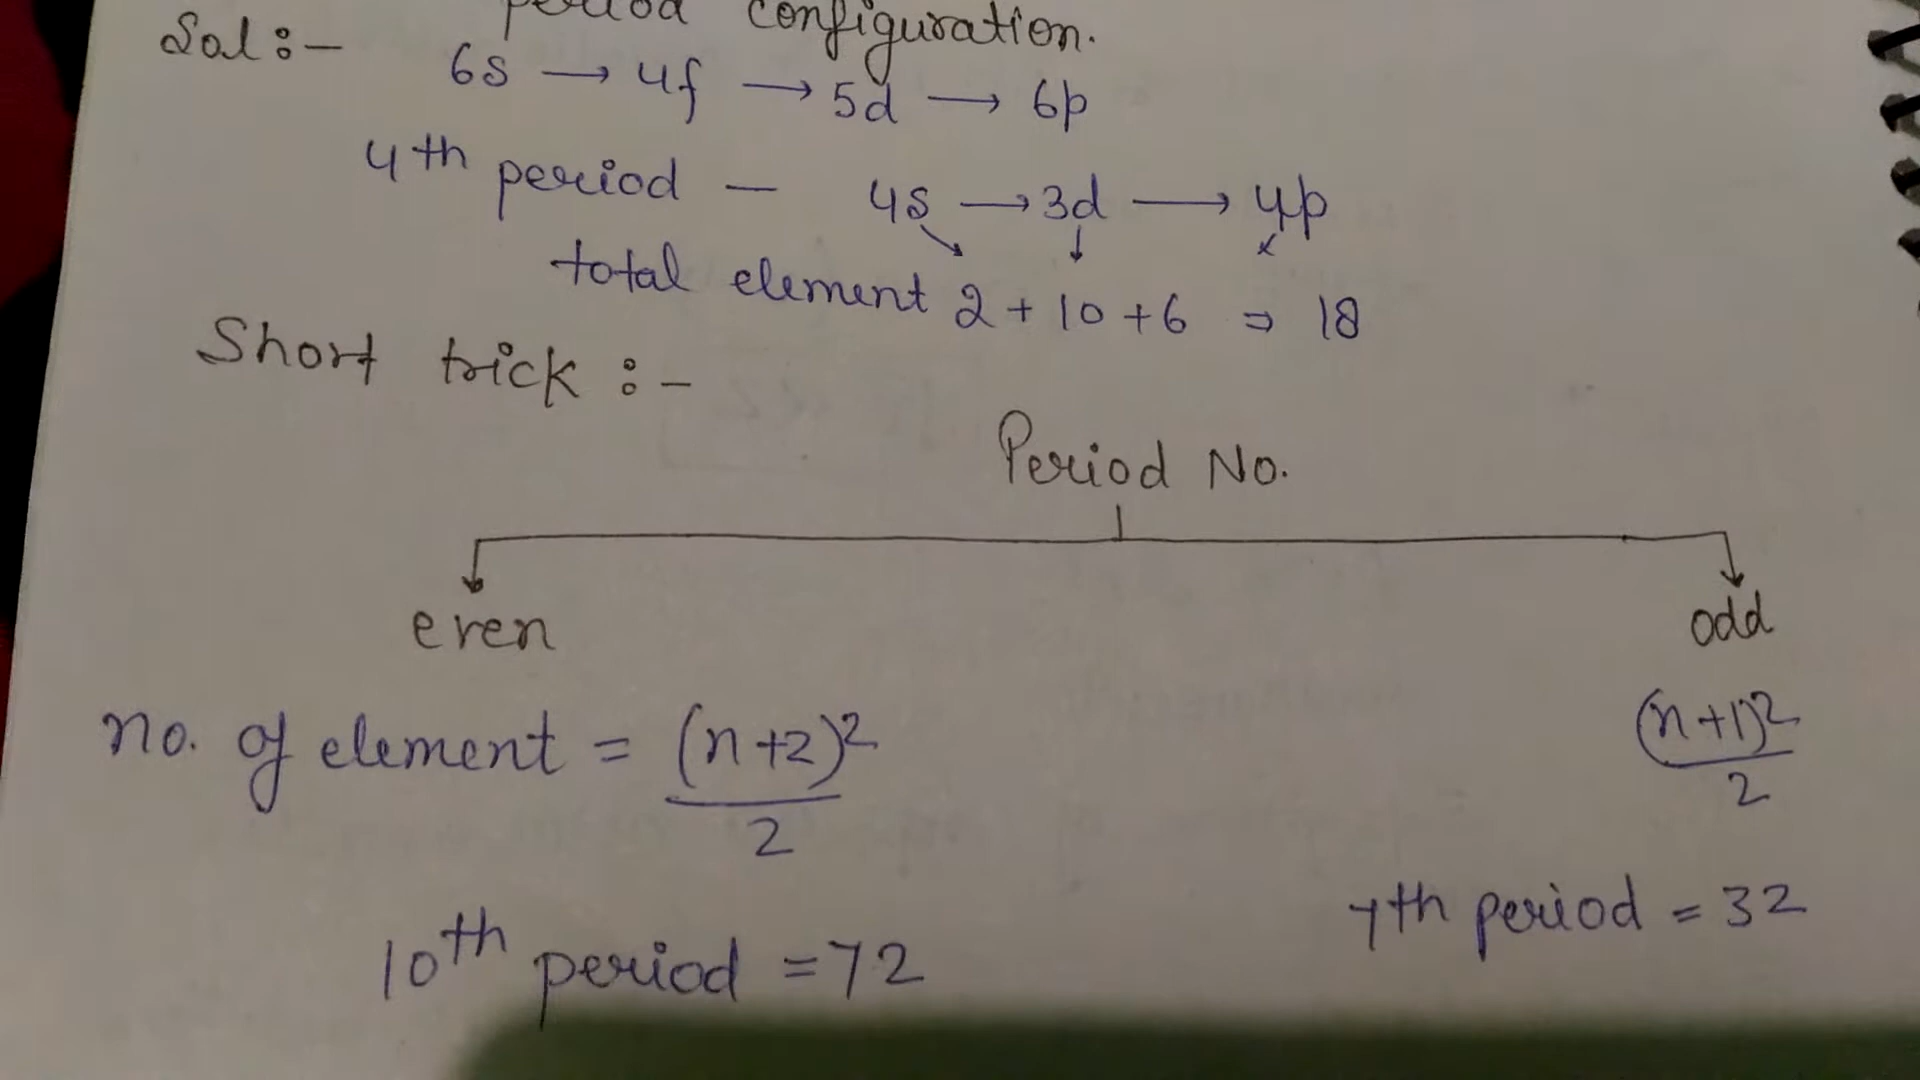 period configuration.
Sol :-
6s → 4f → 5d → 6p
4th period - 4s → 3d → 4p
total element 2 + 10 + 6 ⇒ 18
Short trick :-
Period No.
even odd
no. of element = (n+2)²/2 (n+1)²/2
10th period = 72 7th period = 32